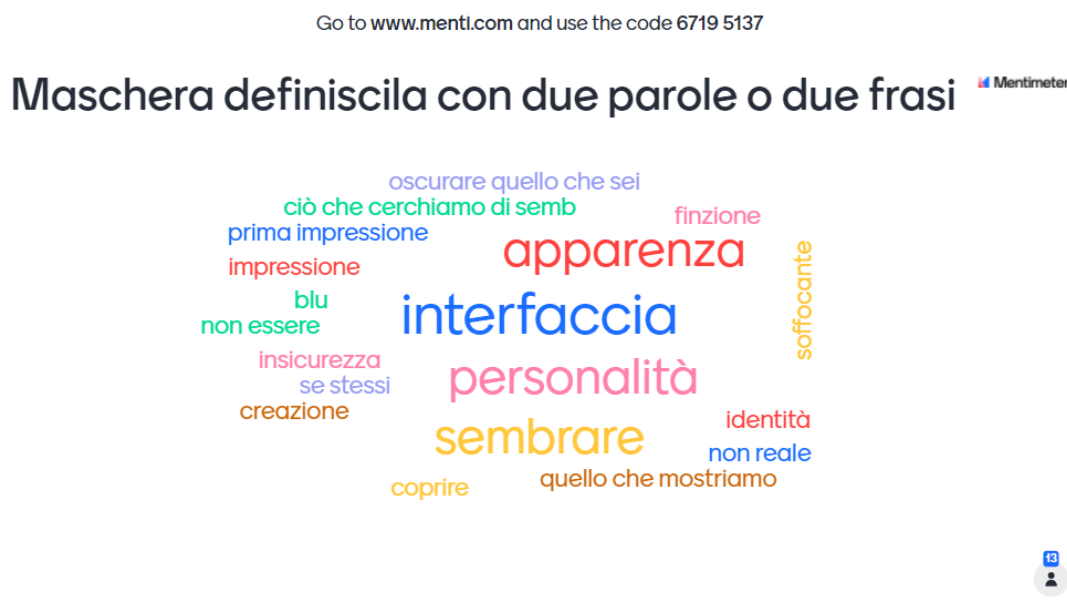 Go to www.menti.com and use the code 6719 5137
Maschera definiscila con due parole o due frasi
Mentimeter
oscurare quello che sei
ciò che cerchiamo di semb
finzione
prima impressione
apparenza
impressione
soffocante
blu
interfaccia
non essere
insicurezza
personalità
se stessi
creazione
identità
sembrare
non reale
quello che mostriamo
coprire
13